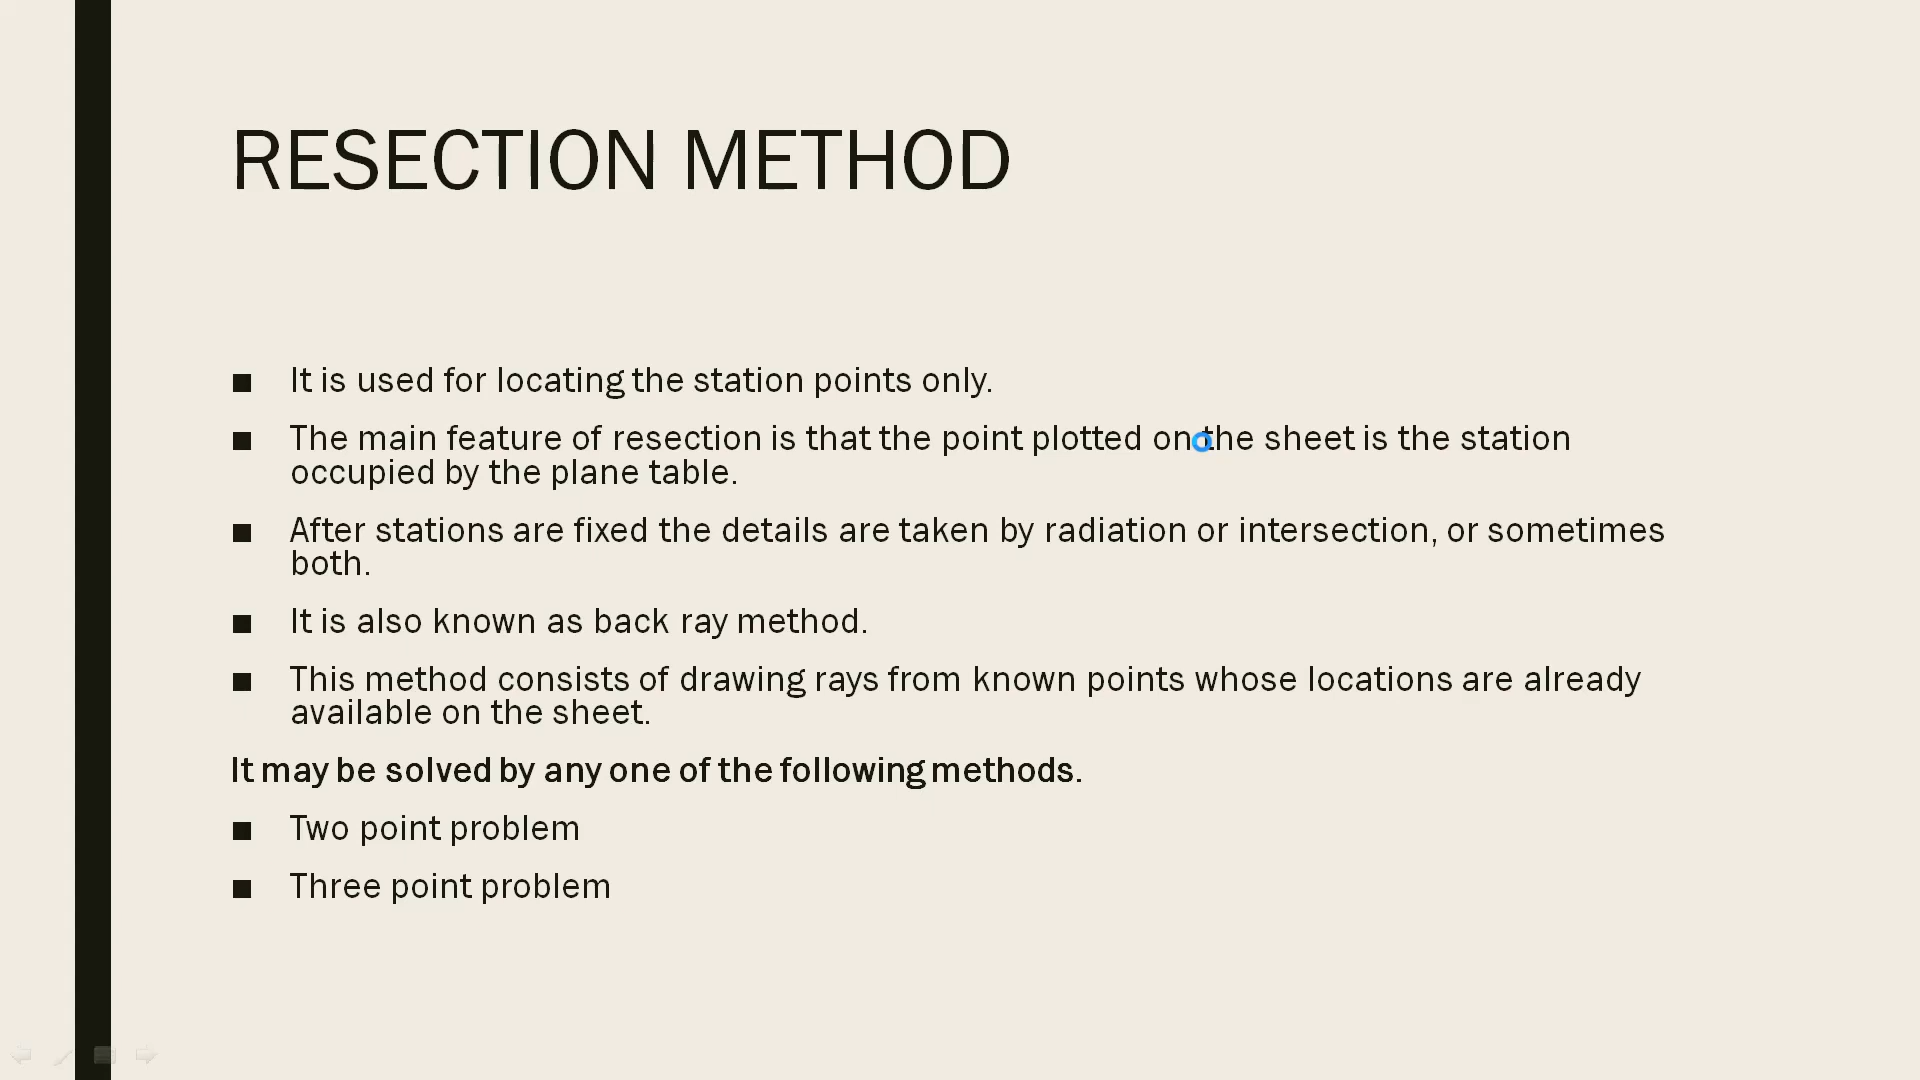 RESECTION METHOD
■ It is used for locating the station points only.
■ The main feature of resection is that the point plotted on the sheet is the station
occupied by the plane table.
■ After stations are fixed the details are taken by radiation or intersection, or sometimes
both.
■ It is also known as back ray method.
■ This method consists of drawing rays from known points whose locations are already
available on the sheet.
It may be solved by any one of the following methods.
■ Two point problem
■ Three point problem